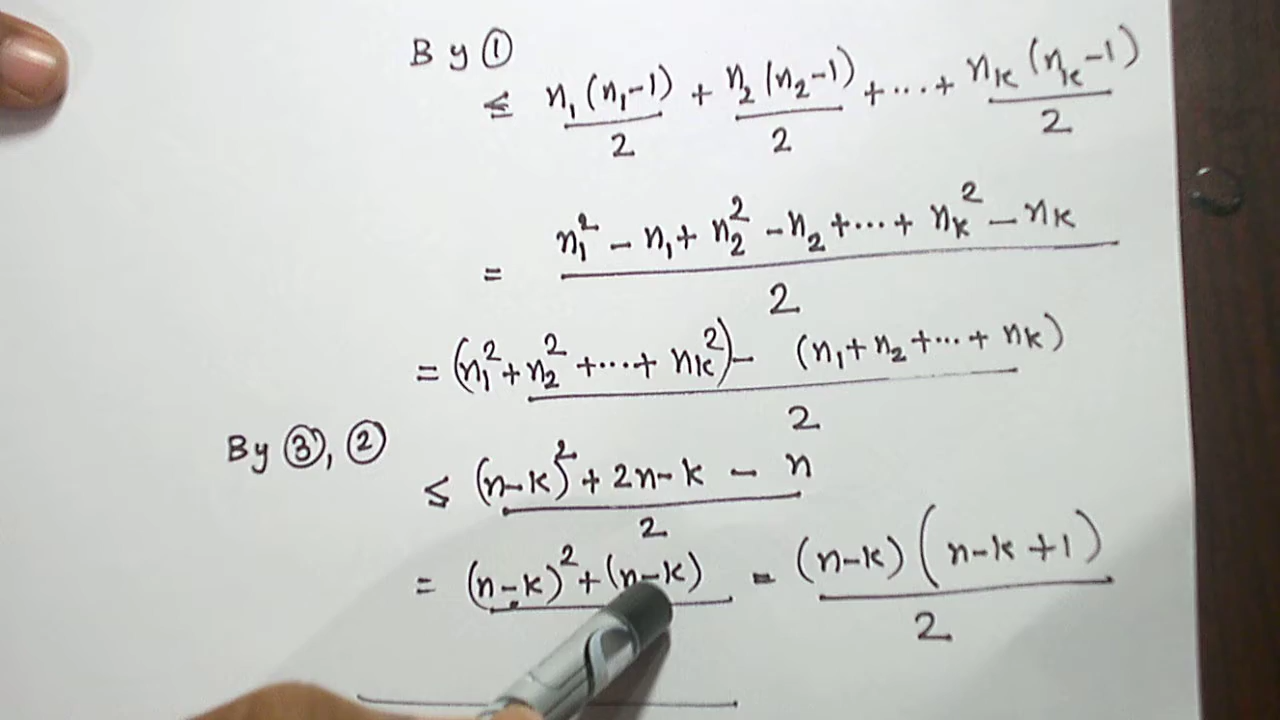 By ①
≤ n₁(n₁-1)/2 + n₂(n₂-1)/2 + ... + nₖ(nₖ-1)/2
= (n₁² - n₁ + n₂² - n₂ + ... + nₖ² - nₖ)/2
= ((n₁² + n₂² + ... + nₖ²) - (n₁ + n₂ + ... + nₖ))/2
By ③, ②
≤ ((n-k)² + 2n-k - n)/2
= (n-k)² + (n-k) = (n-k)(n-k+1)/2